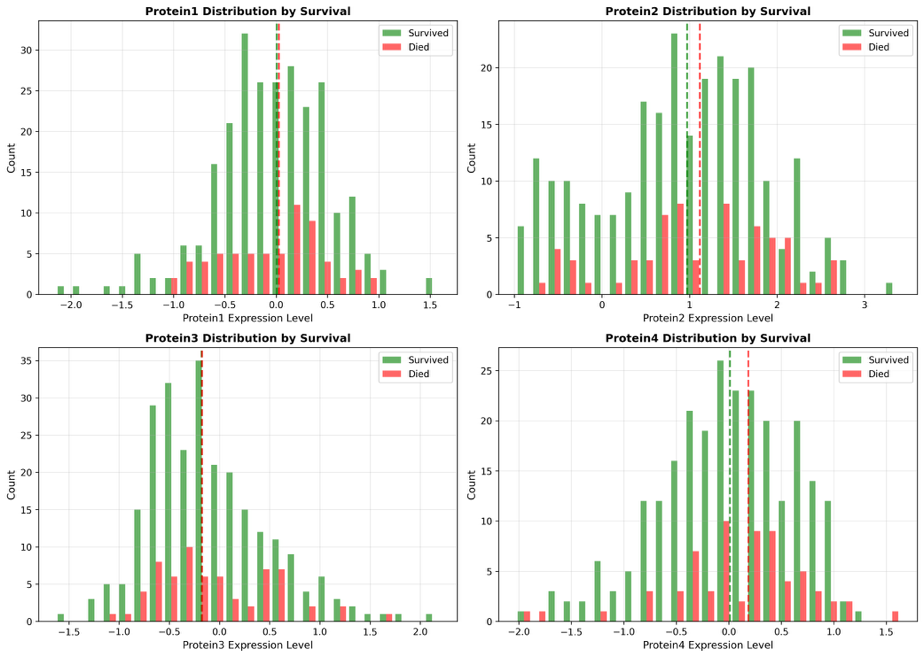 Protein1 Distribution by Survival
Survived
Died
Count
30
25
20
15
10
5
0
−2.0 −1.5 −1.0 −0.5 0.0 0.5 1.0 1.5
Protein1 Expression Level
Protein2 Distribution by Survival
Survived
Died
Count
20
15
10
5
0
−1 0 1 2 3
Protein2 Expression Level
Protein3 Distribution by Survival
Survived
Died
Count
35
30
25
20
15
10
5
0
−1.5 −1.0 −0.5 0.0 0.5 1.0 1.5 2.0
Protein3 Expression Level
Protein4 Distribution by Survival
Survived
Died
Count
25
20
15
10
5
0
−2.0 −1.5 −1.0 −0.5 0.0 0.5 1.0 1.5
Protein4 Expression Level